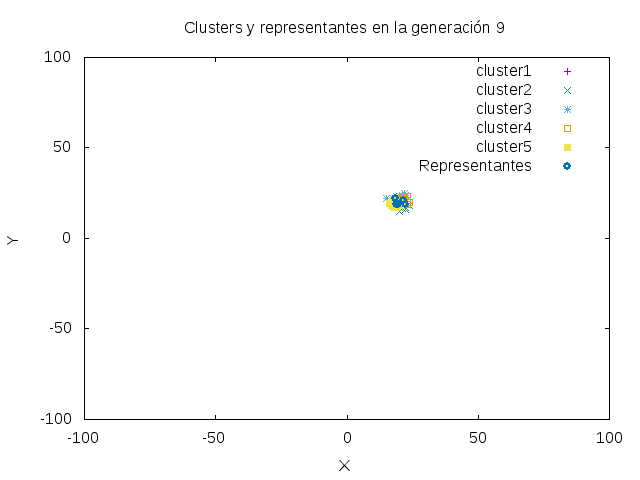 Clusters y representantes en la generación 9
100
50
0
-50
-100
-100
-50
0
50
100
Y
X
cluster1
cluster2
cluster3
cluster4
cluster5
Representantes